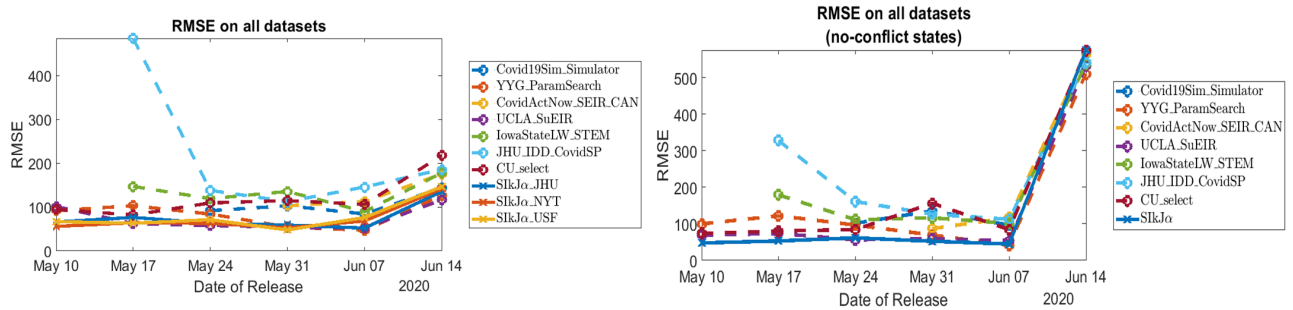 RMSE on all datasets
RMSE
400
300
200
100
0
May 10
May 17
May 24
May 31
Jun 07
Jun 14
Date of Release
2020
Covid19Sim_Simulator
YYG_ParamSearch
CovidActNow_SEIR_CAN
UCLA_SuEIR
IowaStateLW_STEM
JHU_IDD_CovidSP
CU_select
SIkJα_JHU
SIkJα_NYT
SIkJα_USF
RMSE on all datasets
(no-conflict states)
RMSE
500
400
300
200
100
0
May 10
May 17
May 24
May 31
Jun 07
Jun 14
Date of Release
2020
Covid19Sim_Simulator
YYG_ParamSearch
CovidActNow_SEIR_CAN
UCLA_SuEIR
IowaStateLW_STEM
JHU_IDD_CovidSP
CU_select
SIkJα